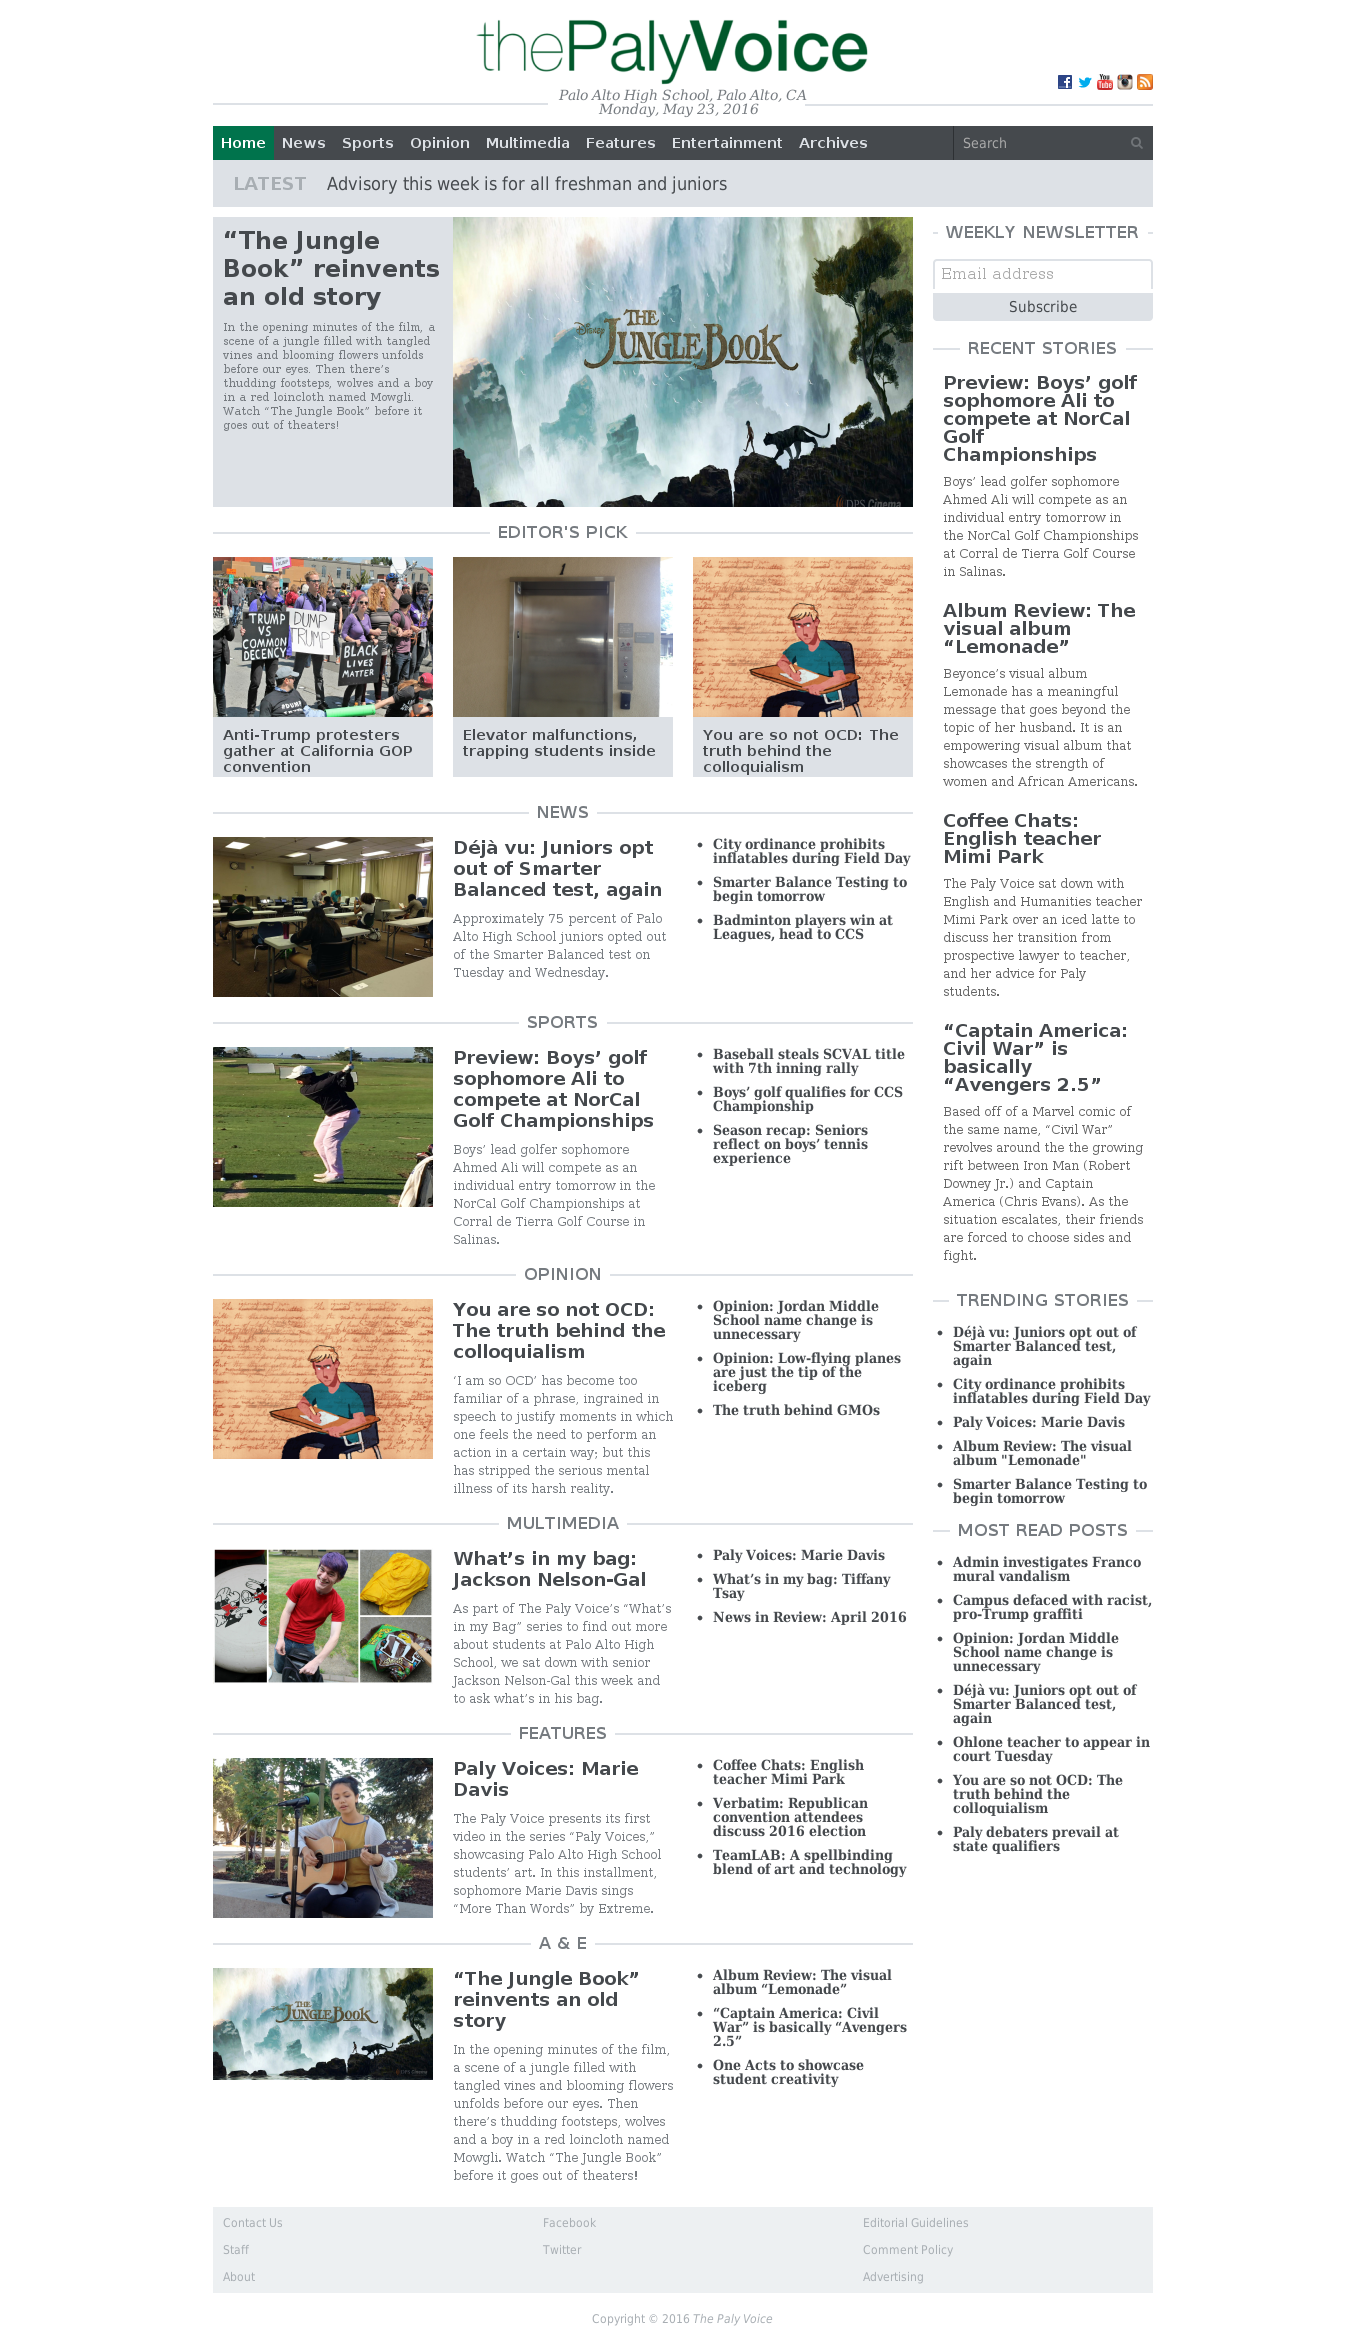 thePalyVoice
Palo Alto High School, Palo Alto, CA
Monday, May 23, 2016
Home News Sports Opinion Multimedia Features Entertainment Archives Search
LATEST Advisory this week is for all freshman and juniors
“The Jungle
Book” reinvents
an old story
In the opening minutes of the film, a
scene of a jungle filled with tangled
vines and blooming flowers unfolds
before our eyes. Then there’s
thudding footsteps, wolves and a boy
in a red loincloth named Mowgli.
Watch “The Jungle Book” before it
goes out of theaters!
Disney
THE
JUNGLE BOOK
DPS Cinema
EDITOR'S PICK
TRUMP
VS
COMMON
DECENCY
DUMP
TRUMP
BLACK
LIVES
MATTER
Anti-Trump protesters
gather at California GOP
convention
1
Elevator malfunctions,
trapping students inside
You are so not OCD: The
truth behind the
colloquialism
NEWS
Déjà vu: Juniors opt
out of Smarter
Balanced test, again
Approximately 75 percent of Palo
Alto High School juniors opted out
of the Smarter Balanced test on
Tuesday and Wednesday.
• City ordinance prohibits
inflatables during Field Day
• Smarter Balance Testing to
begin tomorrow
• Badminton players win at
Leagues, head to CCS
SPORTS
Preview: Boys’ golf
sophomore Ali to
compete at NorCal
Golf Championships
Boys’ lead golfer sophomore
Ahmed Ali will compete as an
individual entry tomorrow in the
NorCal Golf Championships at
Corral de Tierra Golf Course in
Salinas.
• Baseball steals SCVAL title
with 7th inning rally
• Boys’ golf qualifies for CCS
Championship
• Season recap: Seniors
reflect on boys’ tennis
experience
OPINION
You are so not OCD:
The truth behind the
colloquialism
‘I am so OCD’ has become too
familiar of a phrase, ingrained in
speech to justify moments in which
one feels the need to perform an
action in a certain way; but this
has stripped the serious mental
illness of its harsh reality.
• Opinion: Jordan Middle
School name change is
unnecessary
• Opinion: Low-flying planes
are just the tip of the
iceberg
• The truth behind GMOs
MULTIMEDIA
What’s in my bag:
Jackson Nelson-Gal
As part of The Paly Voice’s “What’s
in my Bag” series to find out more
about students at Palo Alto High
School, we sat down with senior
Jackson Nelson-Gal this week and
to ask what’s in his bag.
• Paly Voices: Marie Davis
• What’s in my bag: Tiffany
Tsay
• News in Review: April 2016
FEATURES
Paly Voices: Marie
Davis
The Paly Voice presents its first
video in the series “Paly Voices,”
showcasing Palo Alto High School
students’ art. In this installment,
sophomore Marie Davis sings
“More Than Words” by Extreme.
• Coffee Chats: English
teacher Mimi Park
• Verbatim: Republican
convention attendees
discuss 2016 election
• TeamLAB: A spellbinding
blend of art and technology
A & E
THE
JUNGLE BOOK
“The Jungle Book”
reinvents an old
story
In the opening minutes of the film,
a scene of a jungle filled with
tangled vines and blooming flowers
unfolds before our eyes. Then
there’s thudding footsteps, wolves
and a boy in a red loincloth named
Mowgli. Watch “The Jungle Book”
before it goes out of theaters!
• Album Review: The visual
album “Lemonade”
• “Captain America: Civil
War” is basically “Avengers
2.5”
• One Acts to showcase
student creativity
WEEKLY NEWSLETTER
Email address
Subscribe
RECENT STORIES
Preview: Boys’ golf
sophomore Ali to
compete at NorCal
Golf
Championships
Boys’ lead golfer sophomore
Ahmed Ali will compete as an
individual entry tomorrow in
the NorCal Golf Championships
at Corral de Tierra Golf Course
in Salinas.
Album Review: The
visual album
“Lemonade”
Beyonce’s visual album
Lemonade has a meaningful
message that goes beyond the
topic of her husband. It is an
empowering visual album that
showcases the strength of
women and African Americans.
Coffee Chats:
English teacher
Mimi Park
The Paly Voice sat down with
English and Humanities teacher
Mimi Park over an iced latte to
discuss her transition from
prospective lawyer to teacher,
and her advice for Paly
students.
“Captain America:
Civil War” is
basically
“Avengers 2.5”
Based off of a Marvel comic of
the same name, “Civil War”
revolves around the the growing
rift between Iron Man (Robert
Downey Jr.) and Captain
America (Chris Evans). As the
situation escalates, their friends
are forced to choose sides and
fight.
TRENDING STORIES
• Déjà vu: Juniors opt out of
Smarter Balanced test,
again
• City ordinance prohibits
inflatables during Field Day
• Paly Voices: Marie Davis
• Album Review: The visual
album "Lemonade"
• Smarter Balance Testing to
begin tomorrow
MOST READ POSTS
• Admin investigates Franco
mural vandalism
• Campus defaced with racist,
pro-Trump graffiti
• Opinion: Jordan Middle
School name change is
unnecessary
• Déjà vu: Juniors opt out of
Smarter Balanced test,
again
• Ohlone teacher to appear in
court Tuesday
• You are so not OCD: The
truth behind the
colloquialism
• Paly debaters prevail at
state qualifiers
Contact Us Facebook Editorial Guidelines
Staff Twitter Comment Policy
About Advertising
Copyright © 2016 The Paly Voice